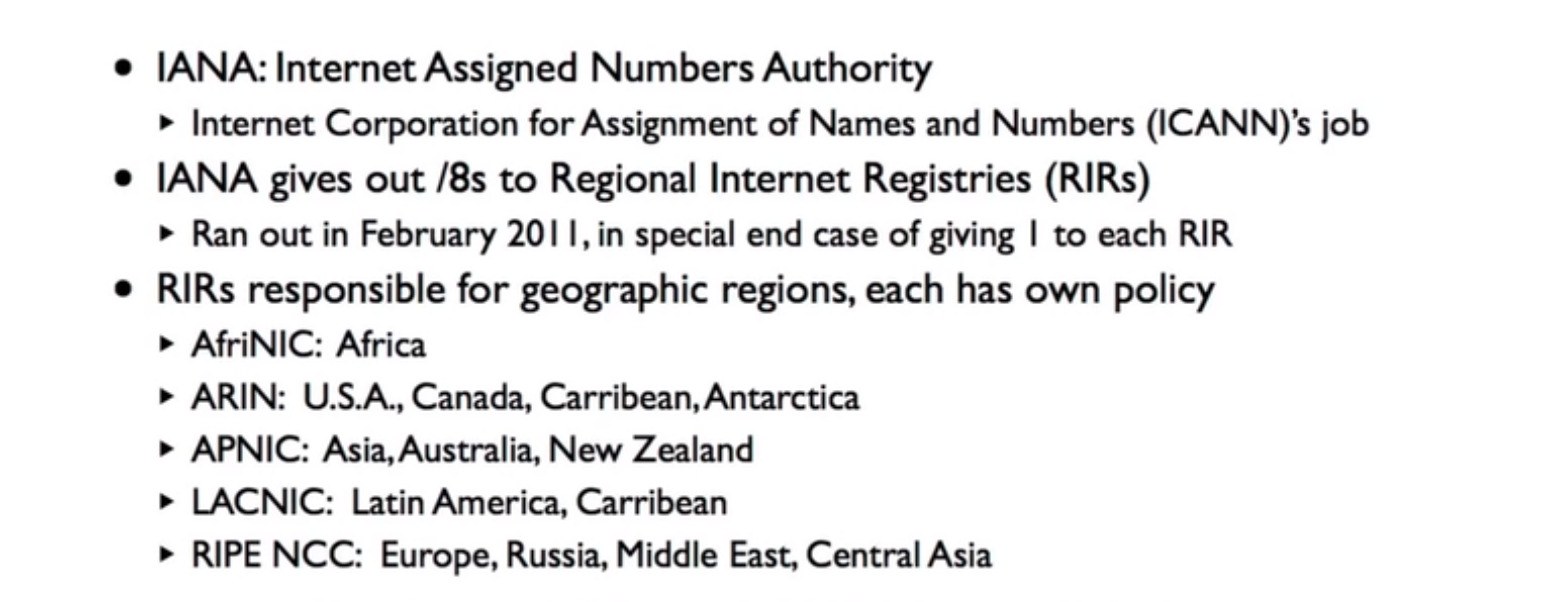 • IANA: Internet Assigned Numbers Authority
▸ Internet Corporation for Assignment of Names and Numbers (ICANN)'s job
• IANA gives out /8s to Regional Internet Registries (RIRs)
▸ Ran out in February 2011, in special end case of giving 1 to each RIR
• RIRs responsible for geographic regions, each has own policy
▸ AfriNIC: Africa
▸ ARIN: U.S.A., Canada, Carribean, Antarctica
▸ APNIC: Asia, Australia, New Zealand
▸ LACNIC: Latin America, Carribean
▸ RIPE NCC: Europe, Russia, Middle East, Central Asia